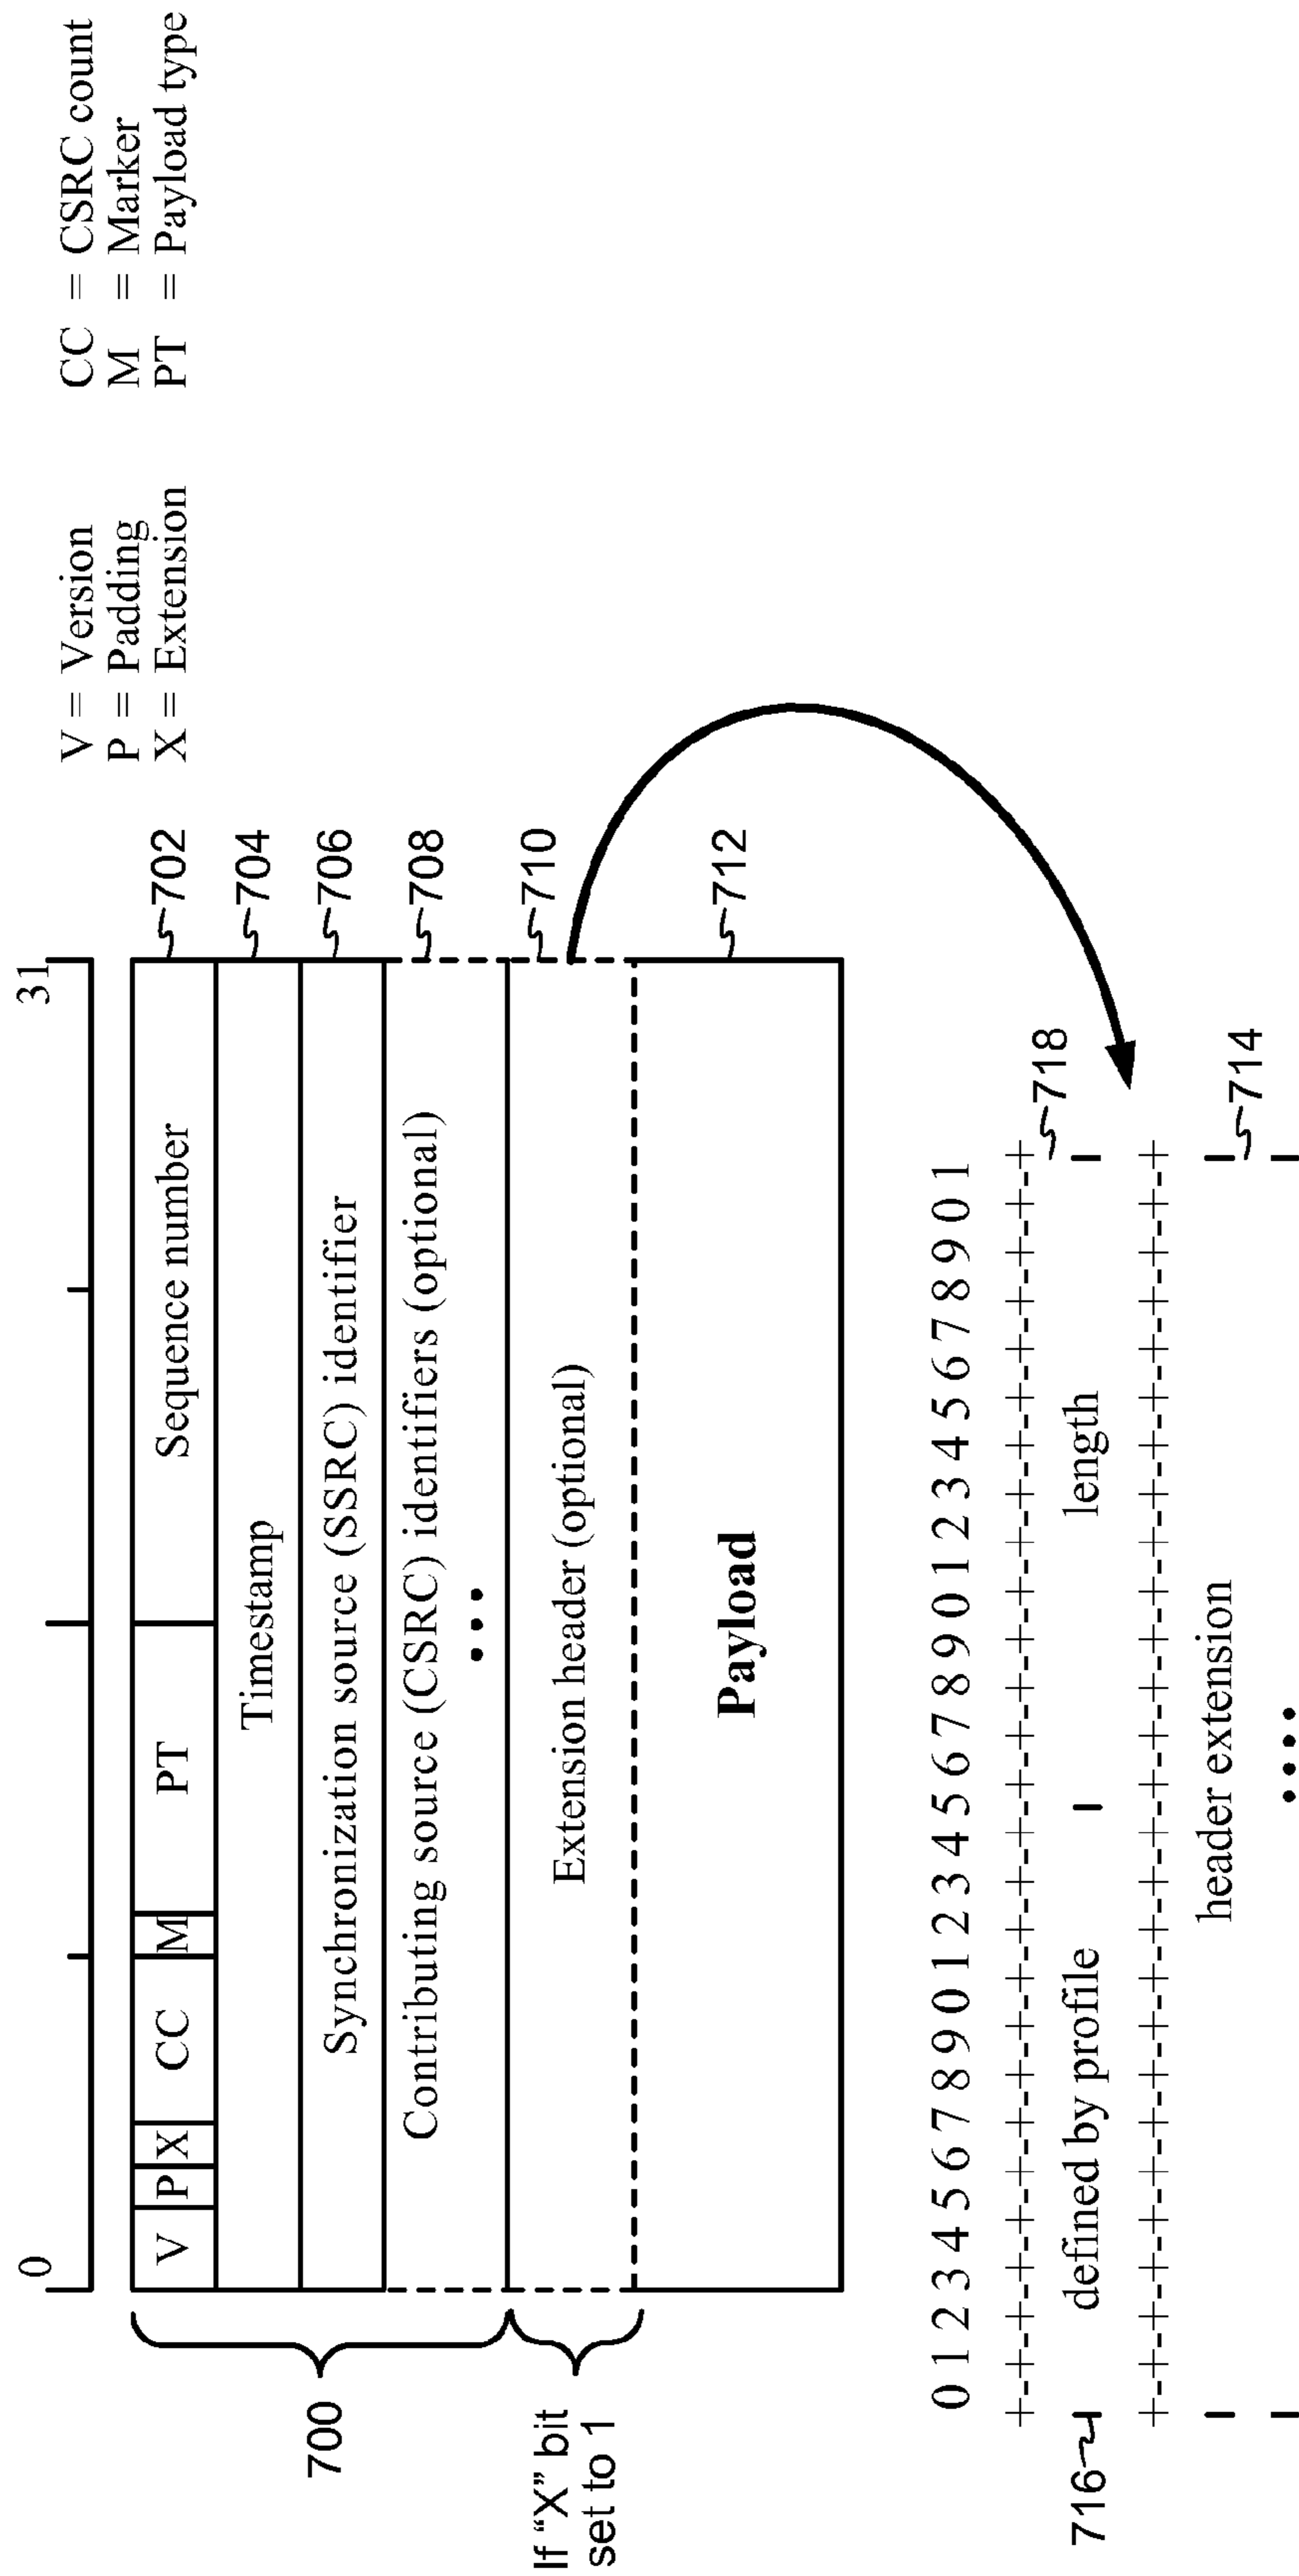 V = Version CC = CSRC count
P = Padding M = Marker
X = Extension PT = Payload type
0 31
V P X CC M PT Sequence number 702
Timestamp 704
Synchronization source (SSRC) identifier 706
700
Contributing source (CSRC) identifiers (optional) 708
•••
If “X” bit
set to 1
Extension header (optional) 710
Payload 712
0 1 2 3 4 5 6 7 8 9 0 1 2 3 4 5 6 7 8 9 0 1 2 3 4 5 6 7 8 9 0 1
+-+-+-+-+-+-+-+-+-+-+-+-+-+-+-+-+-+-+-+-+-+-+-+-+-+-+ 718
716 | defined by profile | length |
+-+-+-+-+-+-+-+-+-+-+-+-+-+-+-+-+-+-+-+-+-+-+-+-+-+-+
| header extension |
714
| •••• |